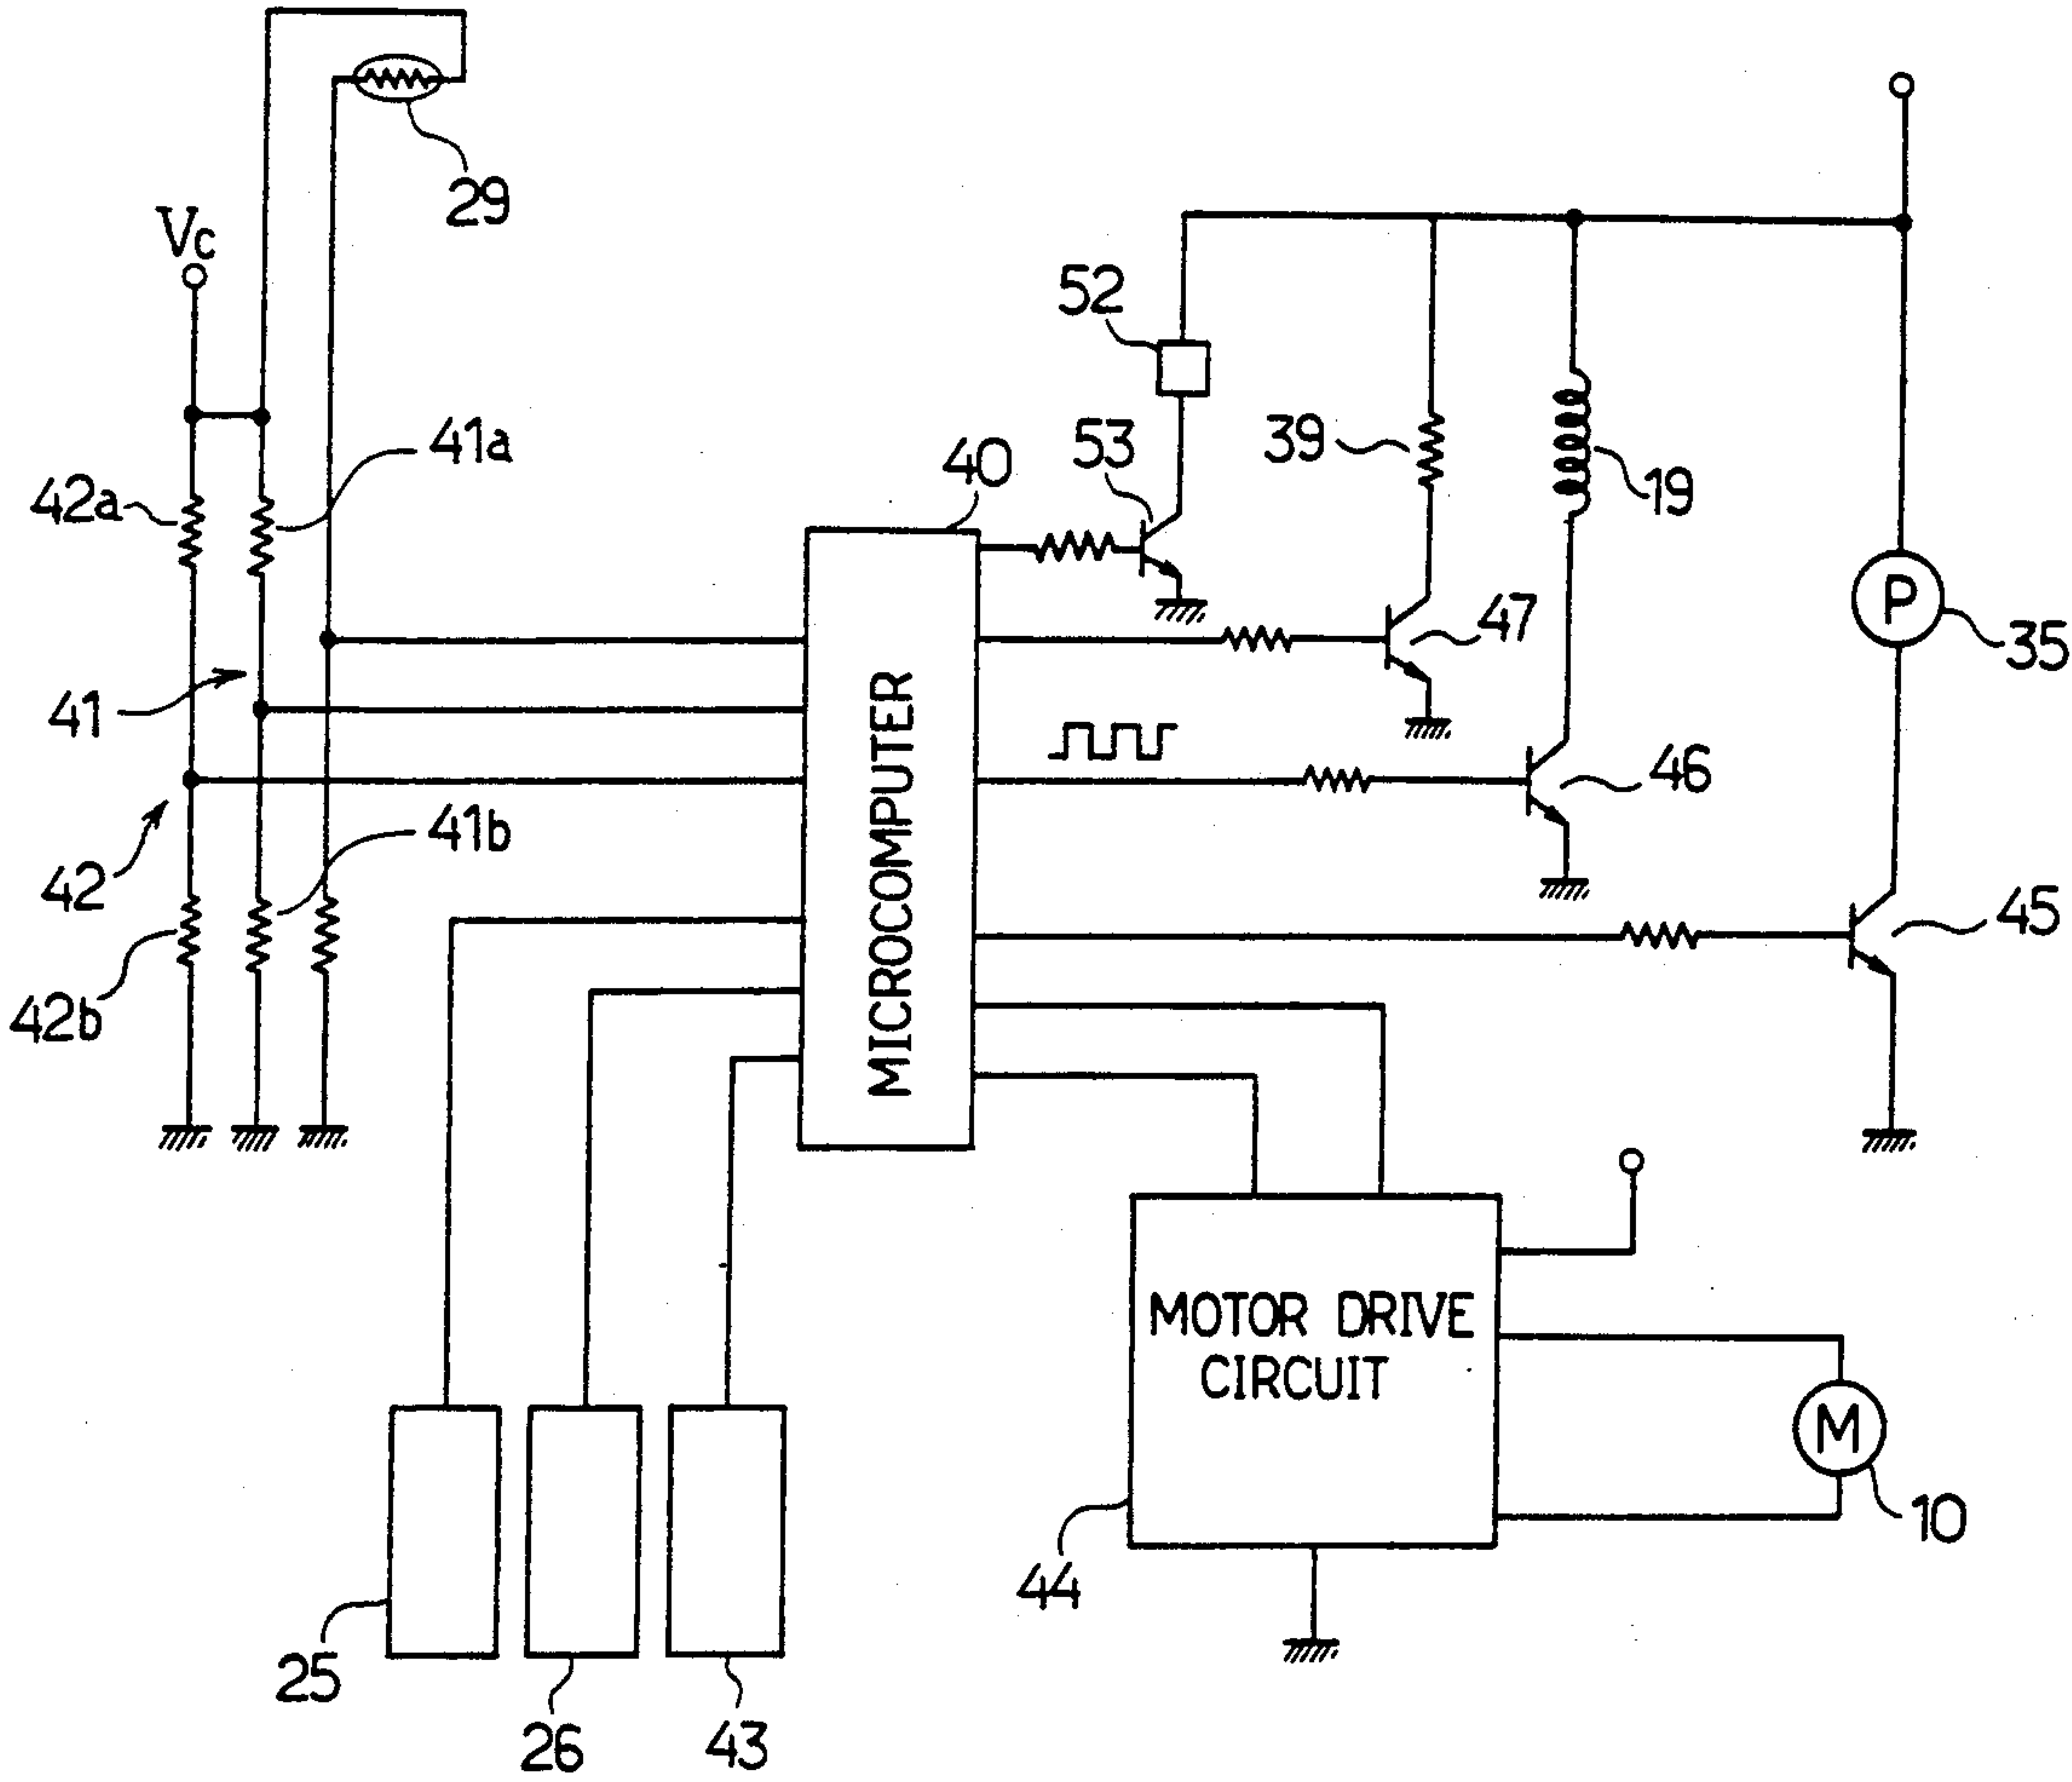 29
Vc
52
41a
40
53
39
42a
19
47
P
35
41
MICROCOMPUTER
46
41b
42
45
42b
MOTOR DRIVE
CIRCUIT
M
10
44
25
26
43